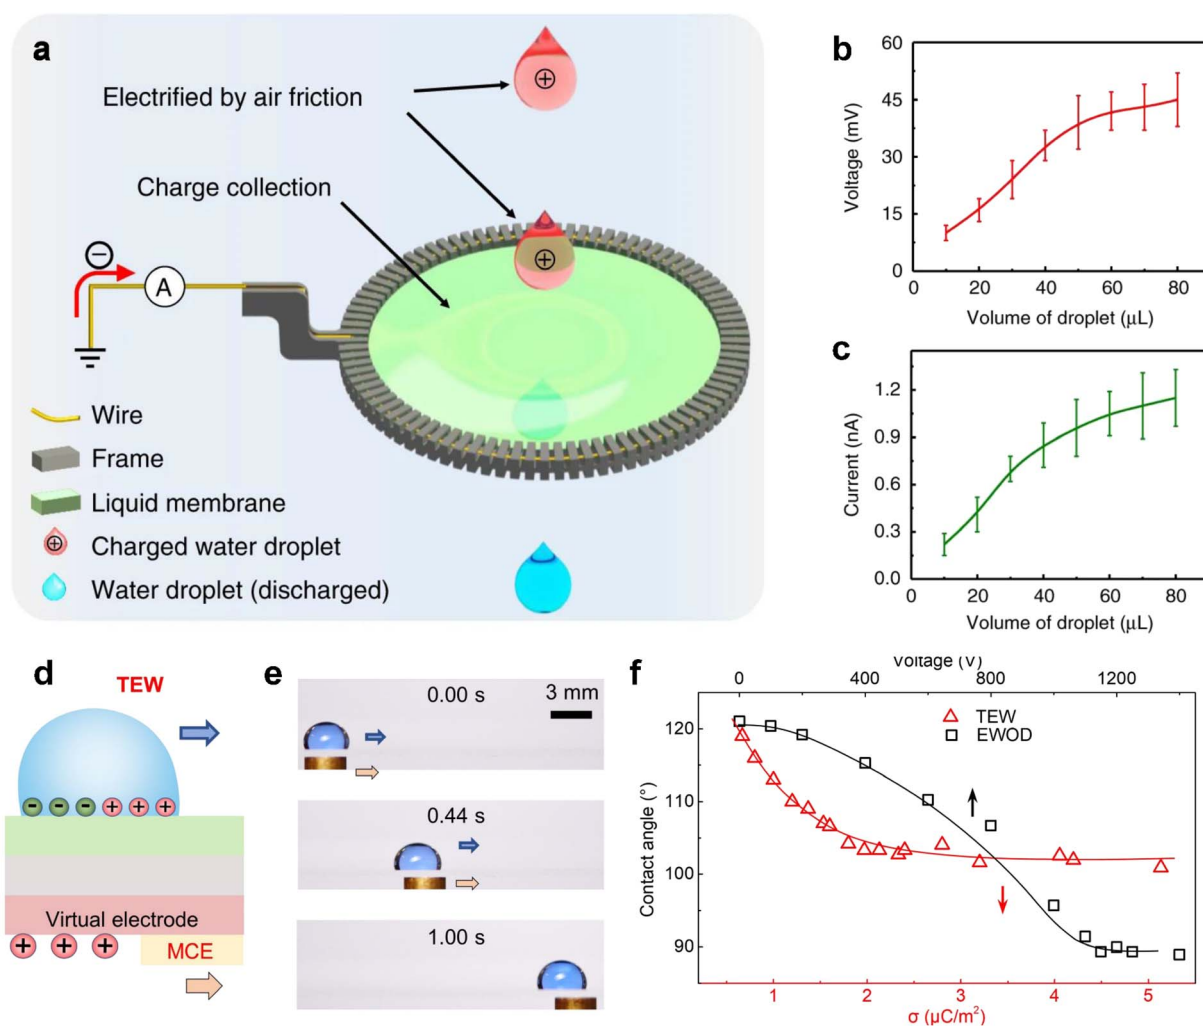 a
Electrified by air friction
Charge collection
A
Wire
Frame
Liquid membrane
Charged water droplet
Water droplet (discharged)
b
60
45
30
15
0
Voltage (mV)
0 20 40 60 80
Volume of droplet (μL)
c
1.2
0.9
0.6
0.3
0.0
Current (nA)
0 20 40 60 80
Volume of droplet (μL)
d
TEW
Virtual electrode
MCE
e
0.00 s
3 mm
0.44 s
1.00 s
f
Voltage (V)
0 400 800 1200
TEW
EWOD
120
110
100
90
Contact angle (°)
1 2 3 4 5
σ (μC/m²)